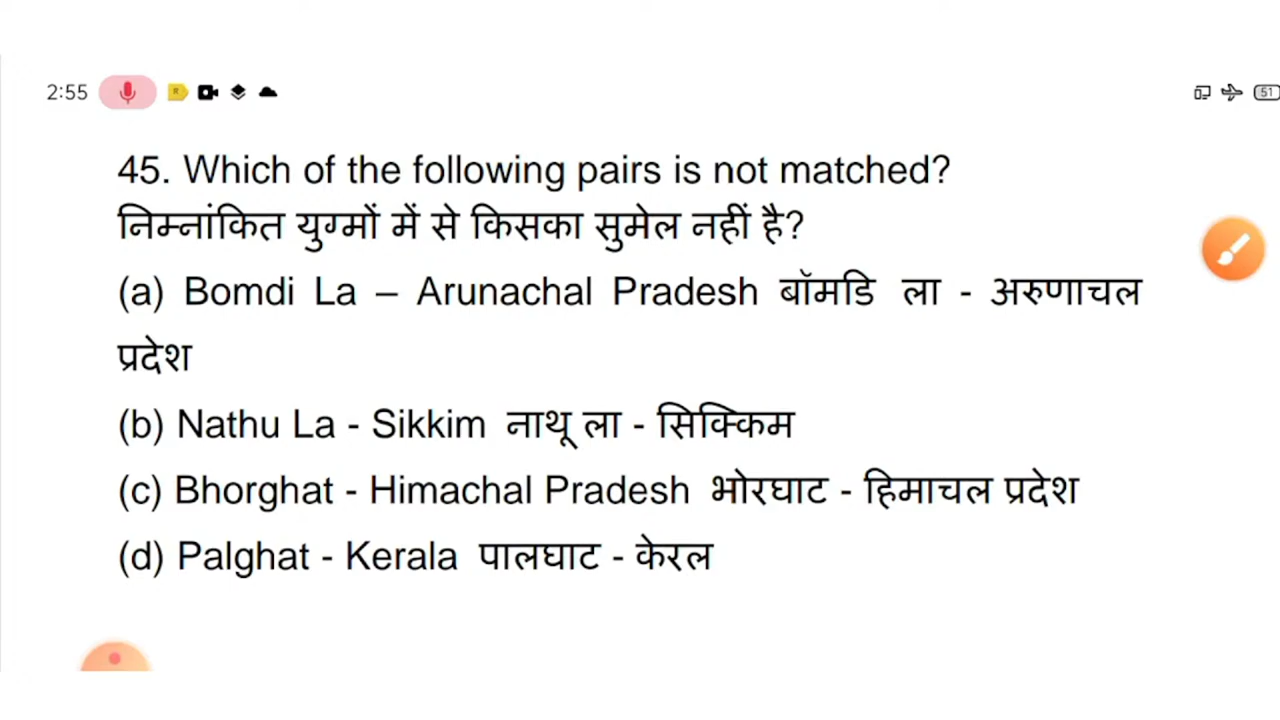 2:55
R
51
45. Which of the following pairs is not matched?
निम्नांकित युग्मों में से किसका सुमेल नहीं है?
(a) Bomdi La – Arunachal Pradesh बॉमडि ला - अरुणाचल
प्रदेश
(b) Nathu La - Sikkim नाथू ला - सिक्किम
(c) Bhorghat - Himachal Pradesh भोरघाट - हिमाचल प्रदेश
(d) Palghat - Kerala पालघाट - केरल